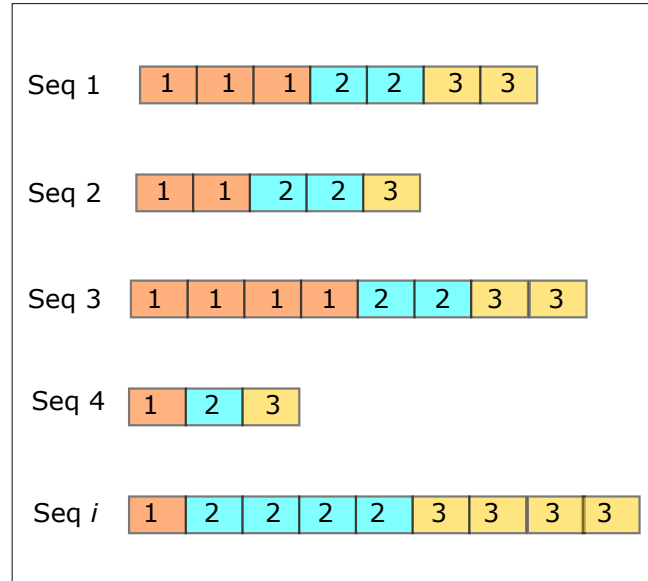 Seq 1 1 1 1 2 2 3 3
Seq 2 1 1 2 2 3
Seq 3 1 1 1 1 2 2 3 3
Seq 4 1 2 3
Seq i 1 2 2 2 2 3 3 3 3